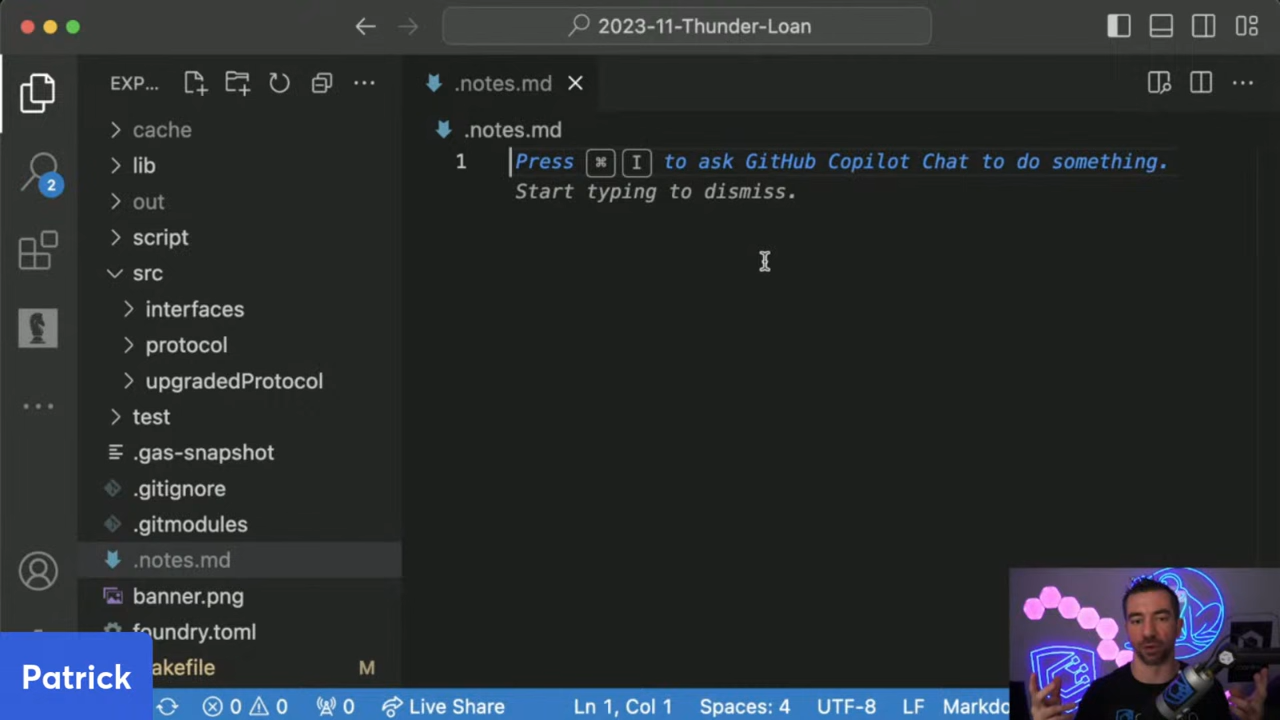 2023-11-Thunder-Loan
EXP...
.notes.md
cache
.notes.md
lib
1
Press ⌘ I to ask GitHub Copilot Chat to do something.
2
Start typing to dismiss.
out
script
src
interfaces
protocol
upgradedProtocol
test
.gas-snapshot
.gitignore
.gitmodules
.notes.md
banner.png
foundry.toml
akefile
M
Patrick
0
0
0
Live Share
Ln 1, Col 1
Spaces: 4
UTF-8
LF
Markdo